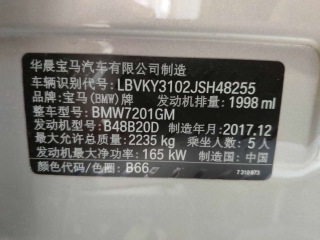 华晨宝马汽车有限公司制造
车辆识别代号: LBVKY3102JSH48255
品牌: 宝马(BMW)牌 发动机排量: 1998 ml
整车型号: BMW7201GM
发动机型号: B48B20D 制造年月: 2017.12
最大允许总质量: 2235 kg 乘坐人数: 5 人
发动机最大净功率: 165 kW 制造国: 中国
颜色代码/色圈: B66
7310973